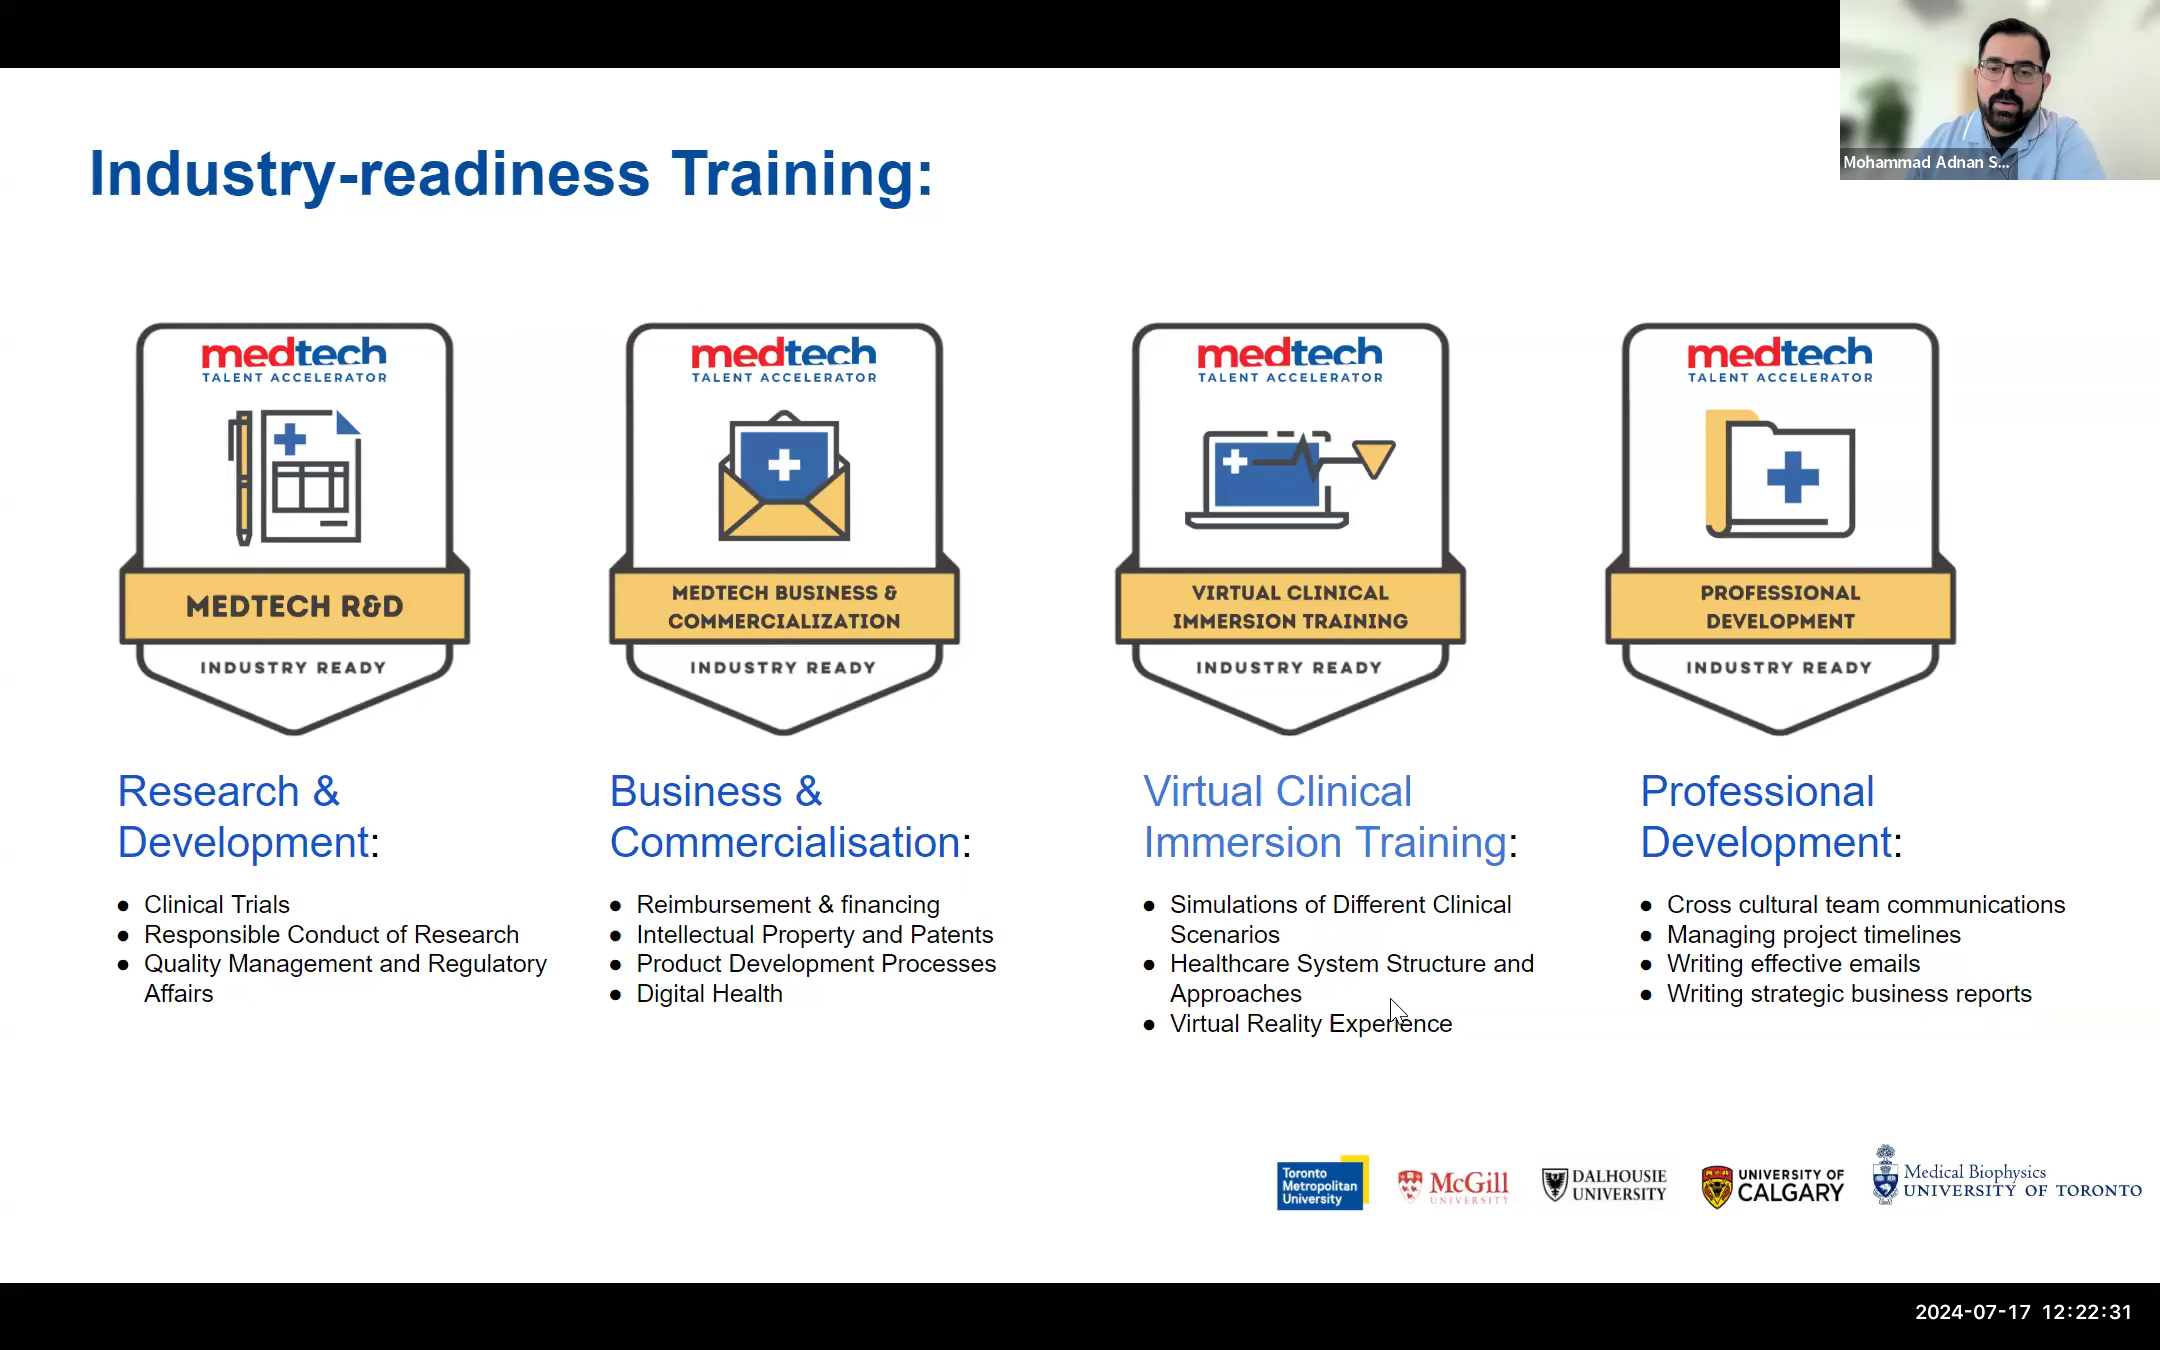 Mohammad Adnan S...
Industry-readiness Training:
medtech
TALENT ACCELERATOR
MEDTECH R&D
INDUSTRY READY
medtech
TALENT ACCELERATOR
MEDTECH BUSINESS &
COMMERCIALIZATION
INDUSTRY READY
medtech
TALENT ACCELERATOR
VIRTUAL CLINICAL
IMMERSION TRAINING
INDUSTRY READY
medtech
TALENT ACCELERATOR
PROFESSIONAL
DEVELOPMENT
INDUSTRY READY
Research &
Development:
● Clinical Trials
● Responsible Conduct of Research
● Quality Management and Regulatory
Affairs
Business &
Commercialisation:
● Reimbursement & financing
● Intellectual Property and Patents
● Product Development Processes
● Digital Health
Virtual Clinical
Immersion Training:
● Simulations of Different Clinical
Scenarios
● Healthcare System Structure and
Approaches
● Virtual Reality Experience
Professional
Development:
● Cross cultural team communications
● Managing project timelines
● Writing effective emails
● Writing strategic business reports
Toronto
Metropolitan
University
McGill
UNIVERSITY
DALHOUSIE
UNIVERSITY
UNIVERSITY OF
CALGARY
Medical Biophysics
UNIVERSITY OF TORONTO
2024-07-17 12:22:31